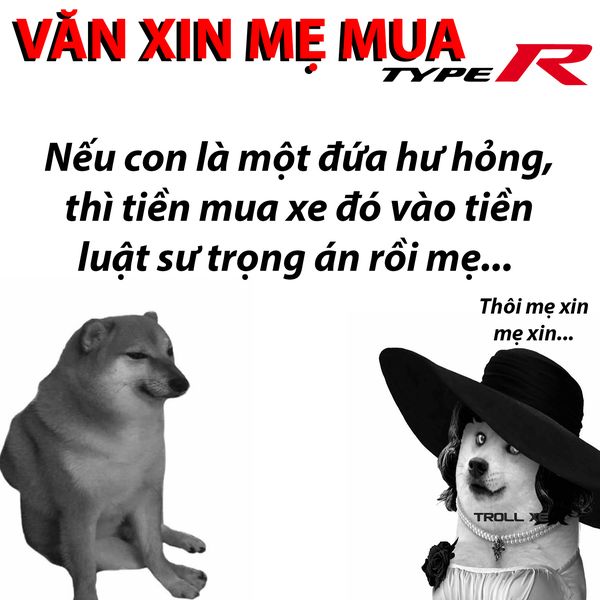 VĂN XIN MẸ MUA
TYPE R
Nếu con là một đứa hư hỏng,
thì tiền mua xe đó vào tiền
luật sư trọng án rồi mẹ...
Thôi mẹ xin
mẹ xin...
TROLL XE